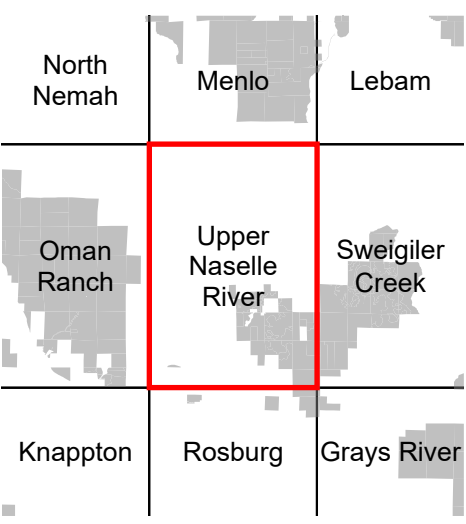 North
Nemah
Menlo
Lebam
Oman
Ranch
Upper
Naselle
River
Sweigiler
Creek
Knappton
Rosburg
Grays River